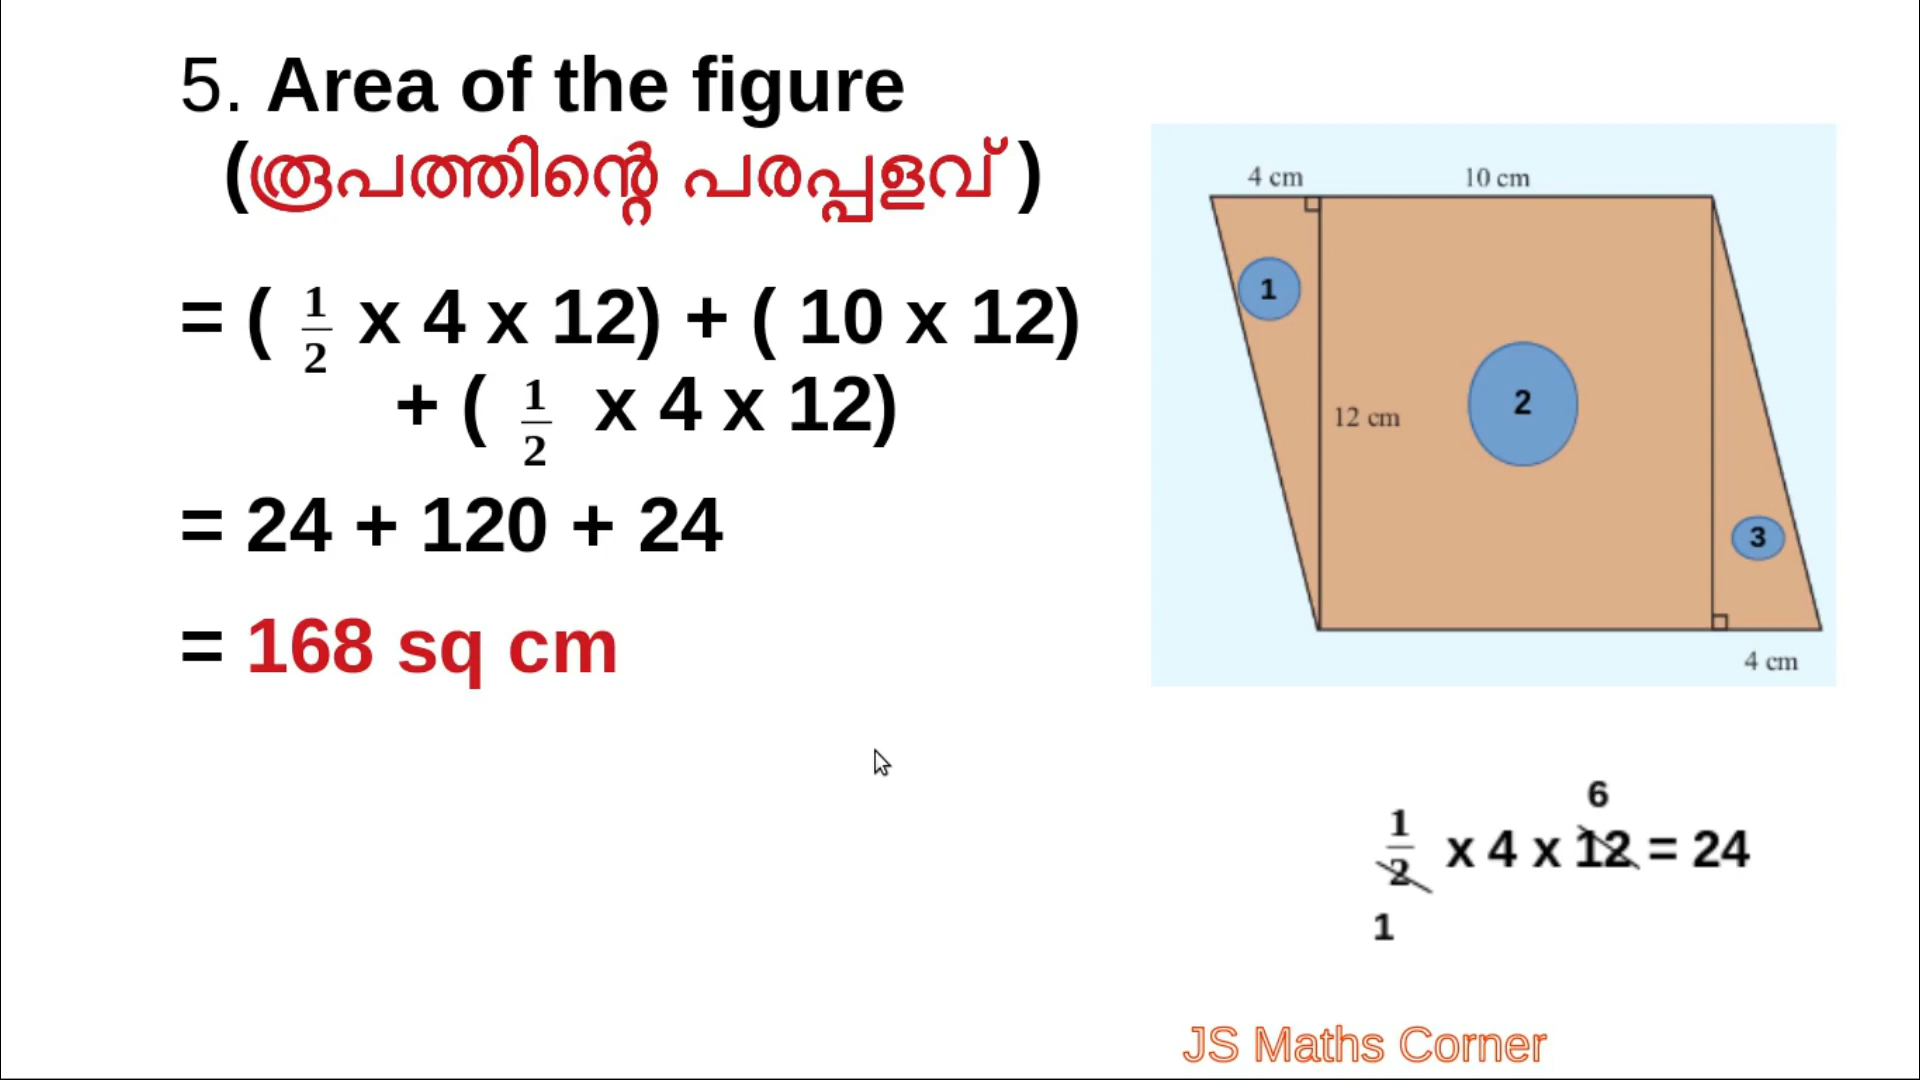 5. Area of the figure
(രൂപത്തിന്റെ പരപ്പളവ് )
= ( 1/2 x 4 x 12) + ( 10 x 12)
+ ( 1/2 x 4 x 12)
= 24 + 120 + 24
= 168 sq cm
4 cm 10 cm
1
2
12 cm
3
4 cm
6
1/2 x 4 x 12 = 24
1
JS Maths Corner